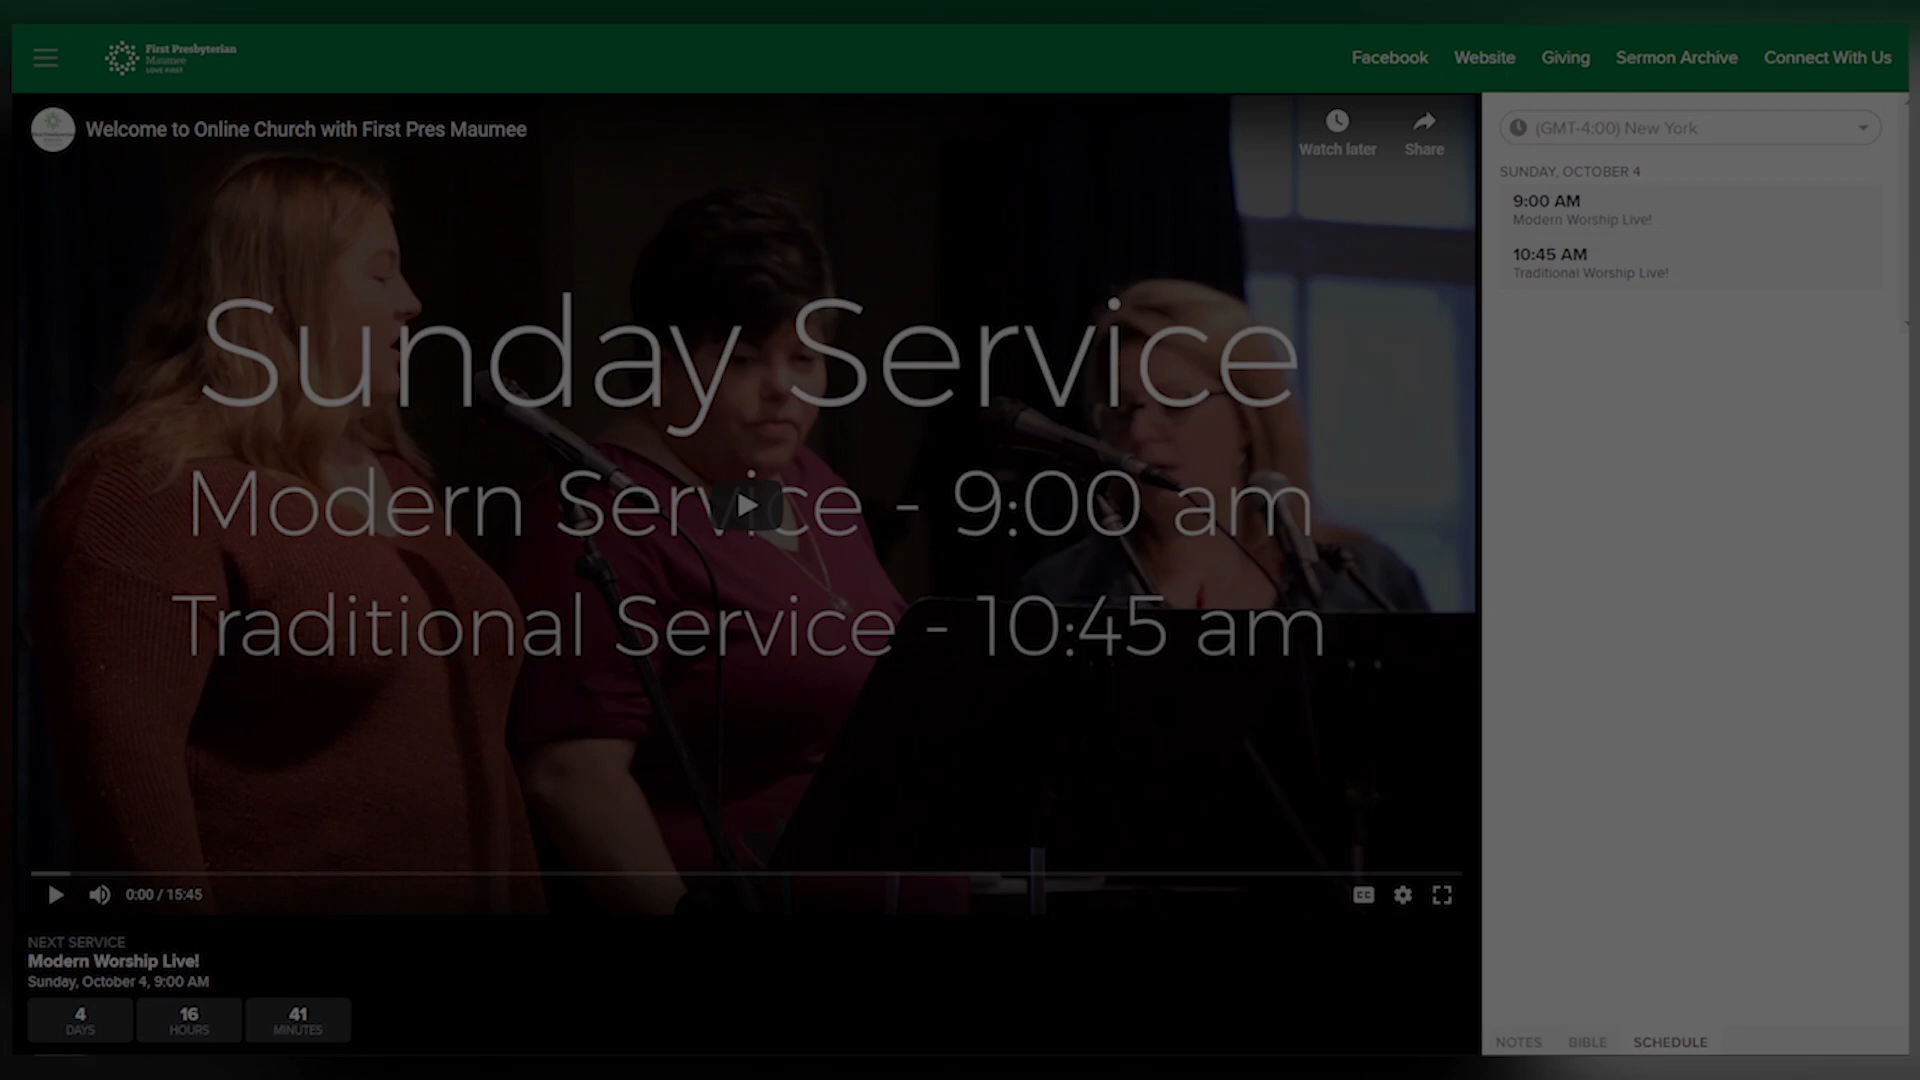 First Presbyterian
Maumee
LOVE FIRST
Facebook
Website
Giving
Sermon Archive
Connect With Us
Welcome to Online Church with First Pres Maumee
Watch later
Share
Sunday Service
Modern Service - 9:00 am
Traditional Service - 10:45 am
0:00 / 15:45
CC
NEXT SERVICE
Modern Worship Live!
Sunday, October 4, 9:00 AM
4
DAYS
16
HOURS
41
MINUTES
(GMT-4:00) New York
SUNDAY, OCTOBER 4
9:00 AM
Modern Worship Live!
10:45 AM
Traditional Worship Live!
NOTES
BIBLE
SCHEDULE